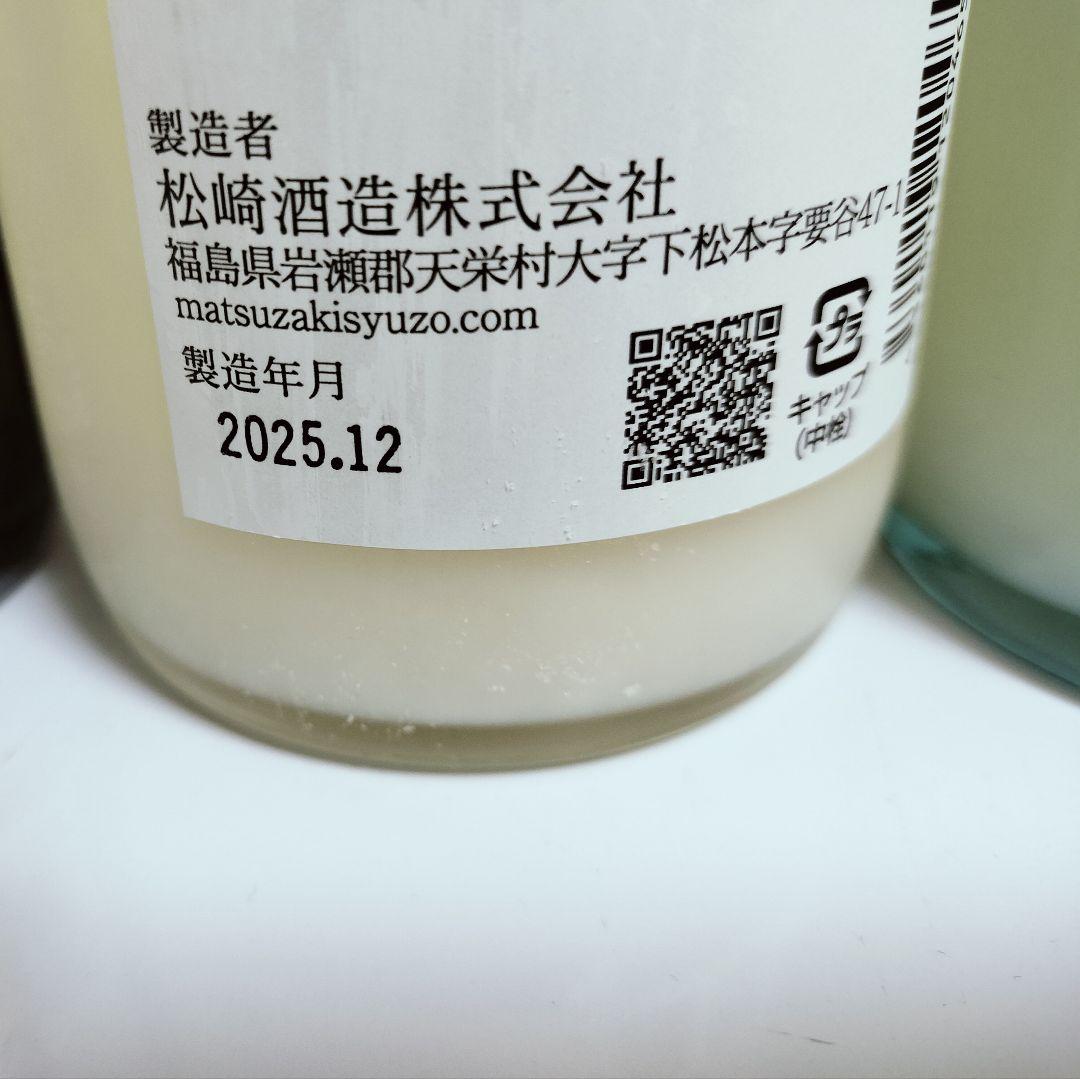 製造者
松崎酒造株式会社
福島県岩瀬郡天栄村大字下松本字要谷47-1
matsuzakisyuzo.com
製造年月
2025.12
プラ
キャップ
(中栓)